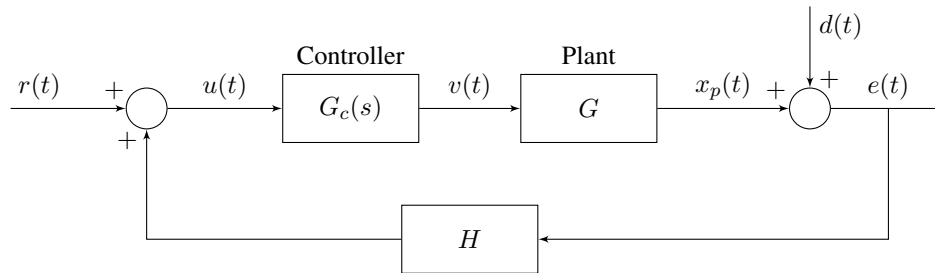 d(t)
Controller Plant
r(t) + u(t) G_c(s) v(t) G x_p(t) + + e(t)
+
H